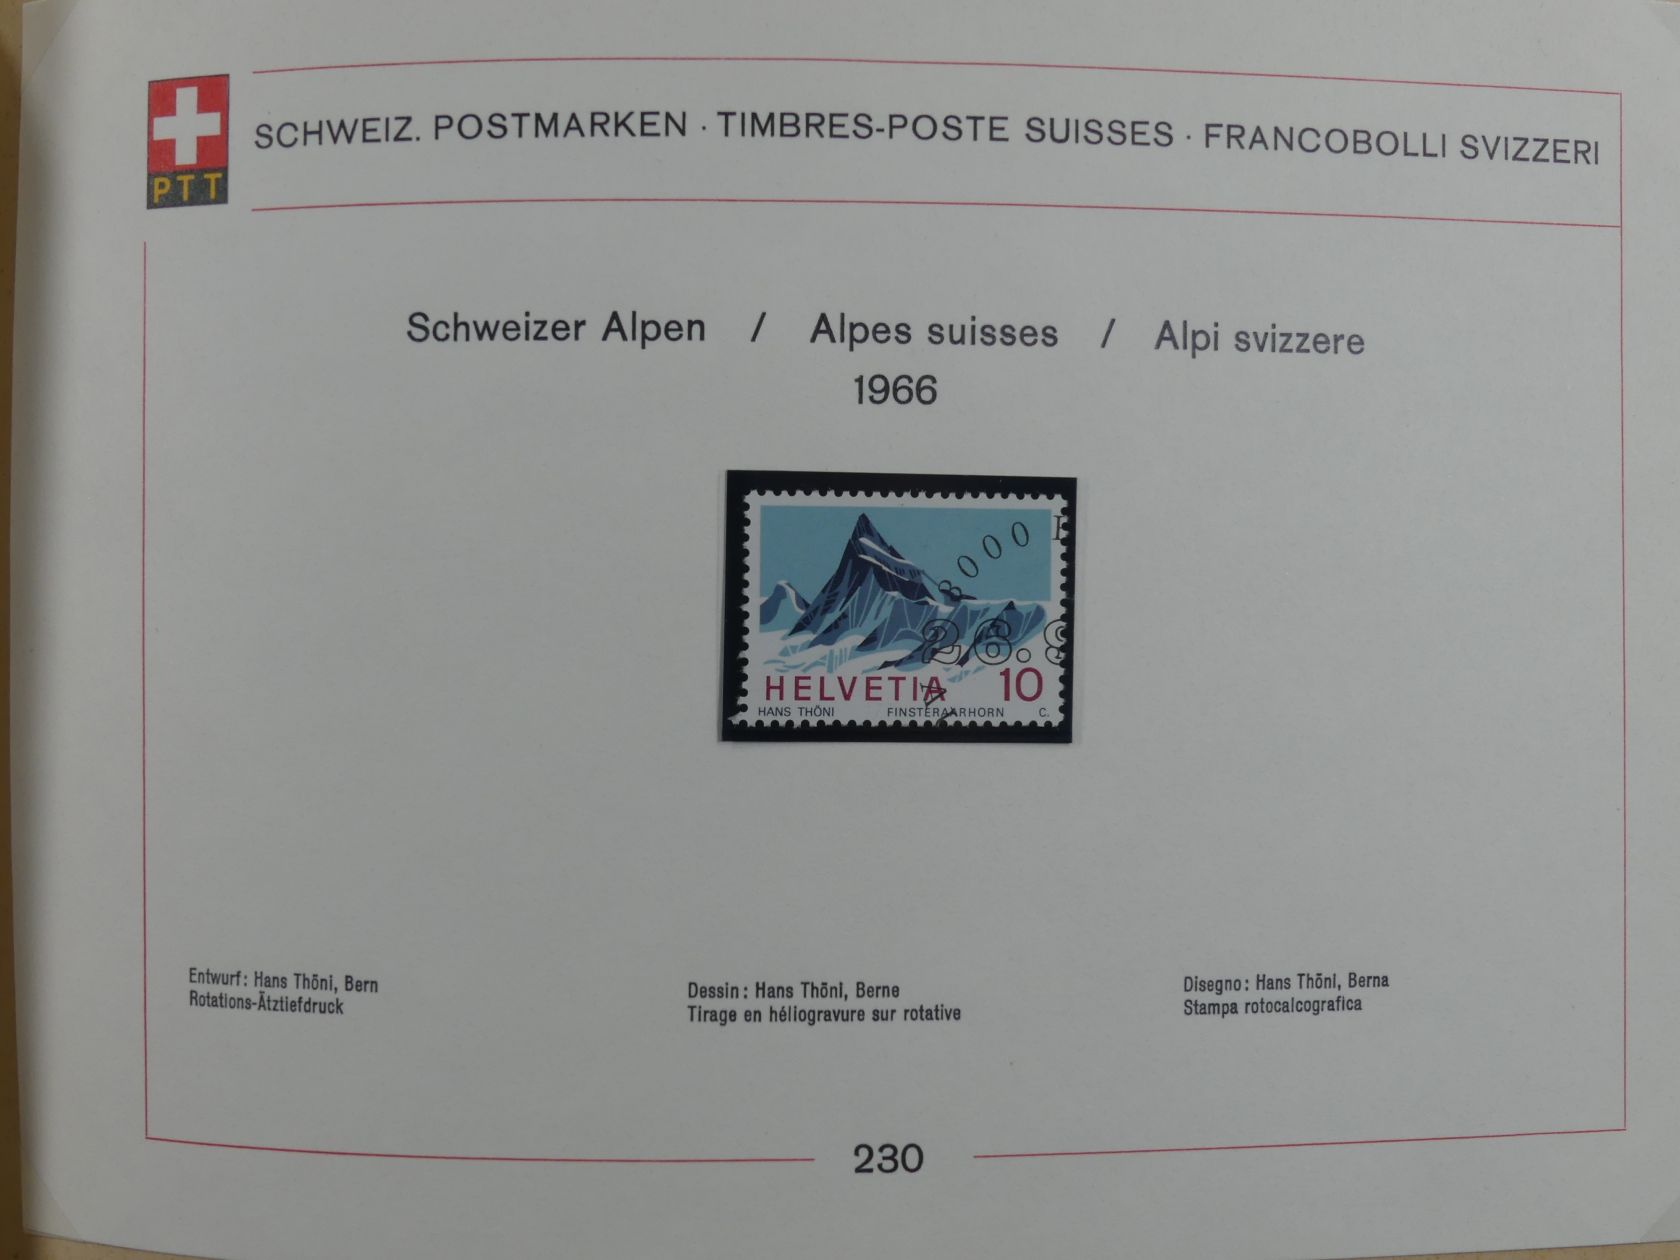 PTT
SCHWEIZ. POSTMARKEN · TIMBRES-POSTE SUISSES · FRANCOBOLLI SVIZZERI
Schweizer Alpen / Alpes suisses / Alpi svizzere
1966
HELVETIA 10
HANS THÖNI FINSTERAARHORN C.
26.
Entwurf: Hans Thöni, Bern
Rotations-Ätztiefdruck
Dessin: Hans Thöni, Berne
Tirage en héliogravure sur rotative
Disegno: Hans Thöni, Berna
Stampa rotocalcografica
230